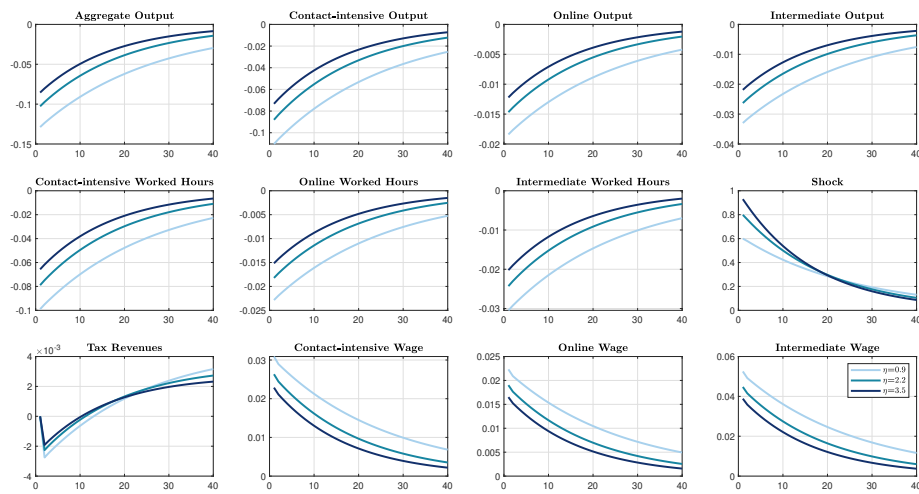 Aggregate Output
0
-0.05
-0.1
-0.15
0 10 20 30 40
Contact-intensive Output
0
-0.02
-0.04
-0.06
-0.08
-0.1
0 10 20 30 40
Online Output
0
-0.005
-0.01
-0.015
-0.02
0 10 20 30 40
Intermediate Output
0
-0.01
-0.02
-0.03
-0.04
0 10 20 30 40
Contact-intensive Worked Hours
0
-0.02
-0.04
-0.06
-0.08
-0.1
0 10 20 30 40
Online Worked Hours
0
-0.005
-0.01
-0.015
-0.02
-0.025
0 10 20 30 40
Intermediate Worked Hours
0
-0.01
-0.02
-0.03
0 10 20 30 40
Shock
1
0.8
0.6
0.4
0.2
0
0 10 20 30 40
Tax Revenues
×10⁻³
4
2
0
-2
-4
0 10 20 30 40
Contact-intensive Wage
0.03
0.02
0.01
0
0 10 20 30 40
Online Wage
0.025
0.02
0.015
0.01
0.005
0
0 10 20 30 40
Intermediate Wage
0.06
0.04
0.02
0
0 10 20 30 40
η=0.9
η=2.2
η=3.5